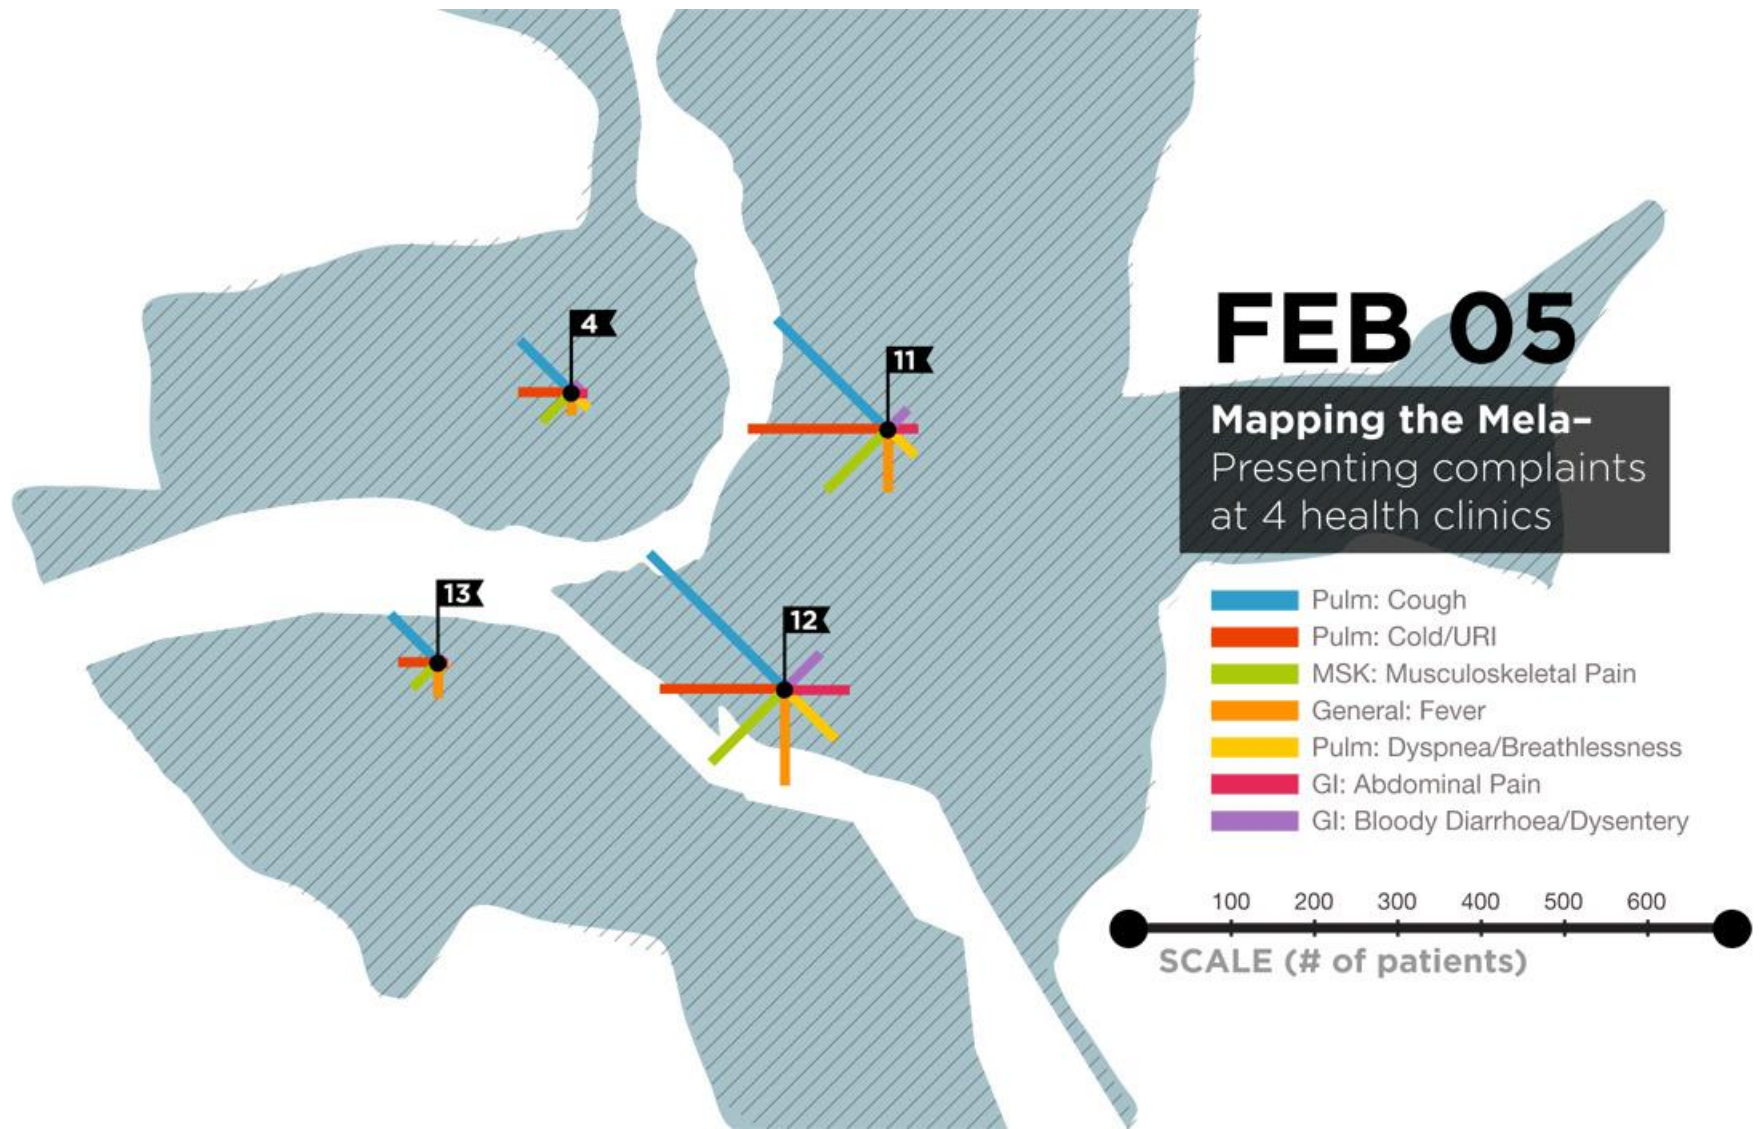 4
11
FEB 05
Mapping the Mela–
Presenting complaints
at 4 health clinics
13
12
Pulm: Cough
Pulm: Cold/URI
MSK: Musculoskeletal Pain
General: Fever
Pulm: Dyspnea/Breathlessness
GI: Abdominal Pain
GI: Bloody Diarrhoea/Dysentery
100 200 300 400 500 600
SCALE (# of patients)